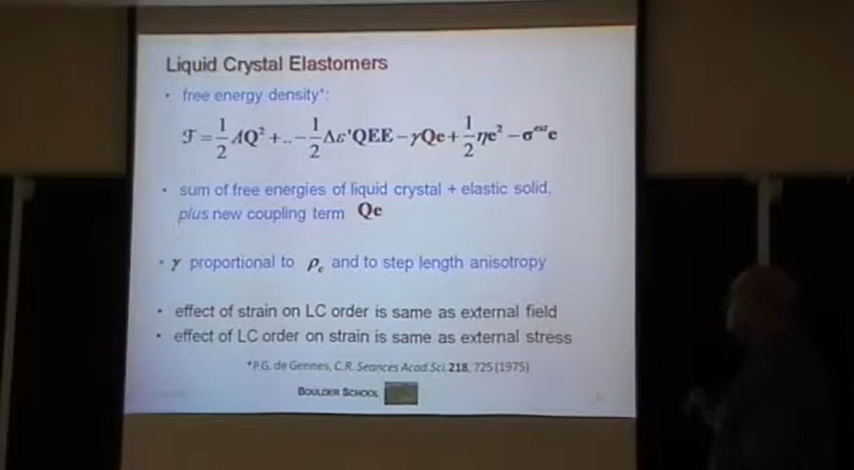 Liquid Crystal Elastomers
• free energy density*:
ℱ = 1/2 AQ² + .. − 1/2 Δε'QEE − γQe + 1/2 ηe² − σᵉˣᵗe
• sum of free energies of liquid crystal + elastic solid,
plus new coupling term Qe
• γ proportional to ρc and to step length anisotropy
• effect of strain on LC order is same as external field
• effect of LC order on strain is same as external stress
*P.G. de Gennes, C.R. Seances Acad. Sci. 218, 725 (1975)
BOULDER SCHOOL